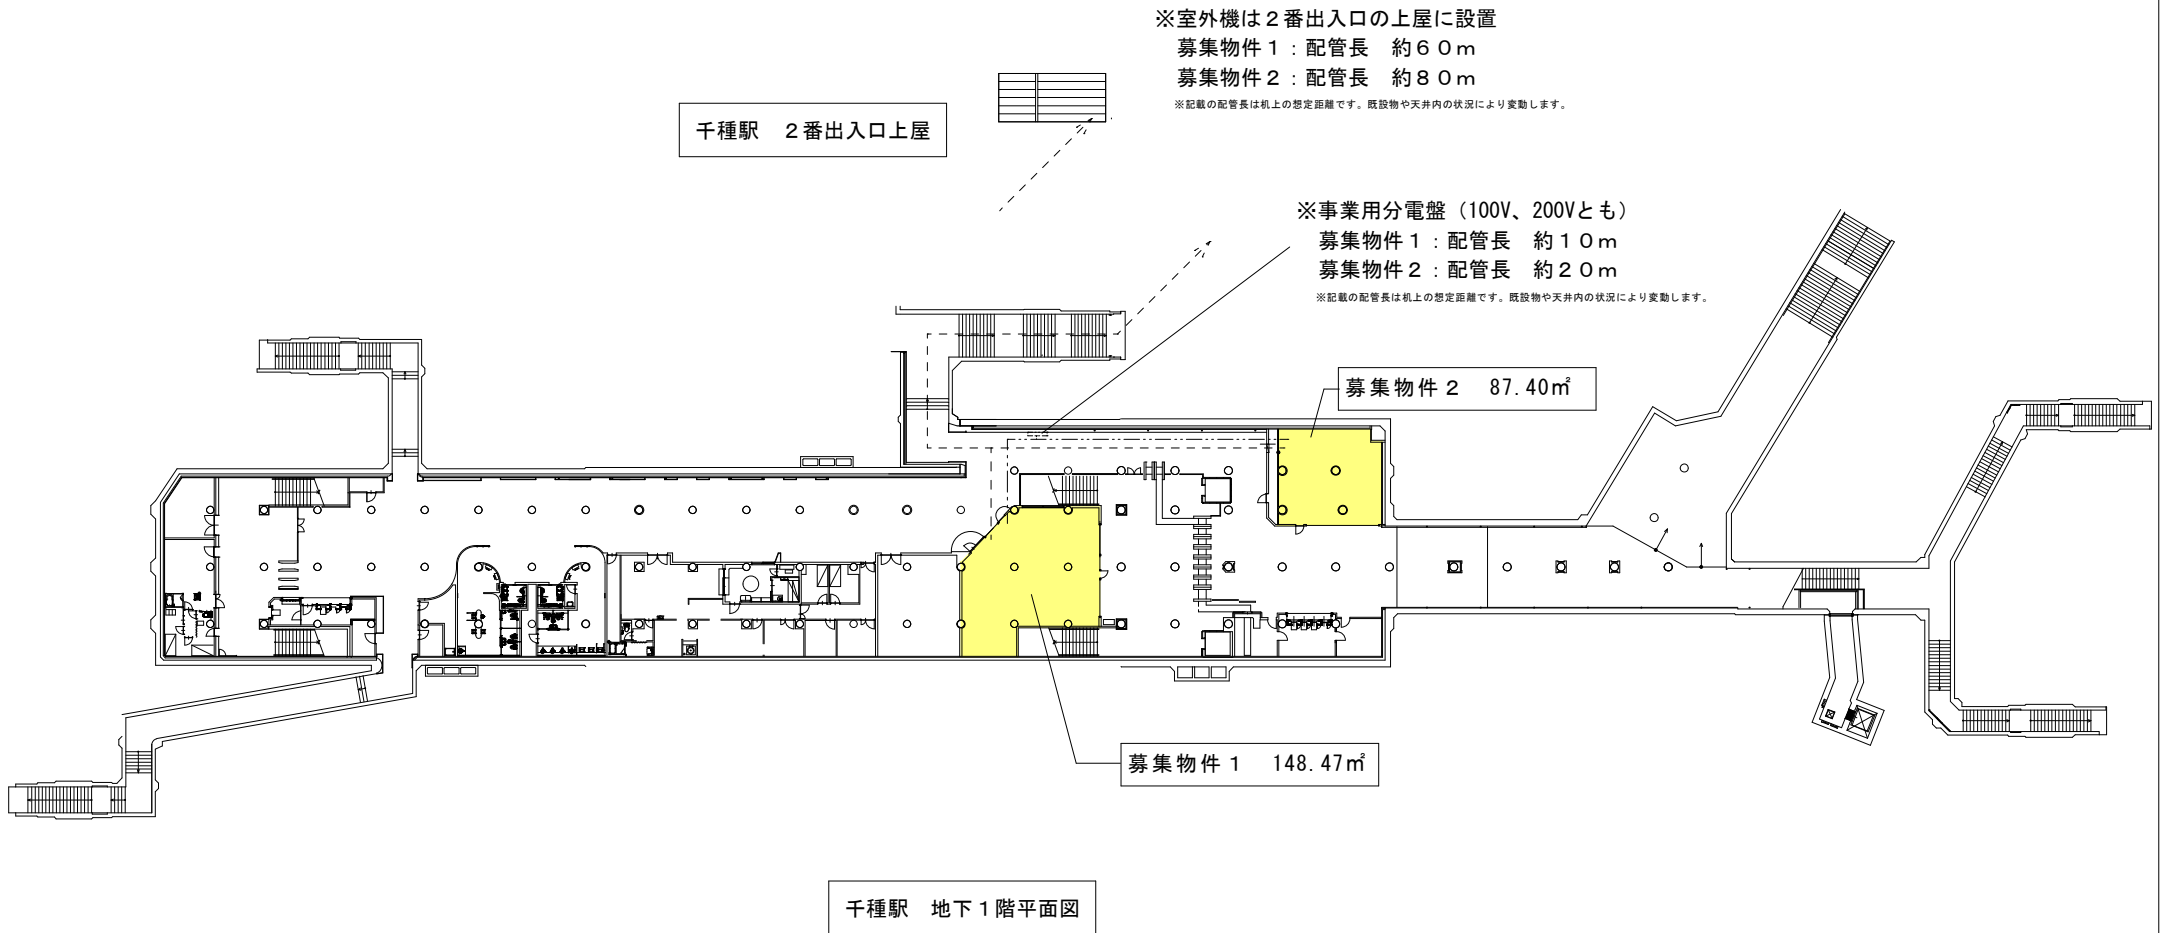 ※室外機は２番出入口の上屋に設置
募集物件１：配管長　約６０ｍ
募集物件２：配管長　約８０ｍ
※記載の配管長は机上の想定距離です。既設物や天井内の状況により変動します。
千種駅　２番出入口上屋
※事業用分電盤（100V、200Vとも）
募集物件１：配管長　約１０ｍ
募集物件２：配管長　約２０ｍ
※記載の配管長は机上の想定距離です。既設物や天井内の状況により変動します。
募集物件２　87.40㎡
募集物件１　148.47㎡
千種駅　地下１階平面図